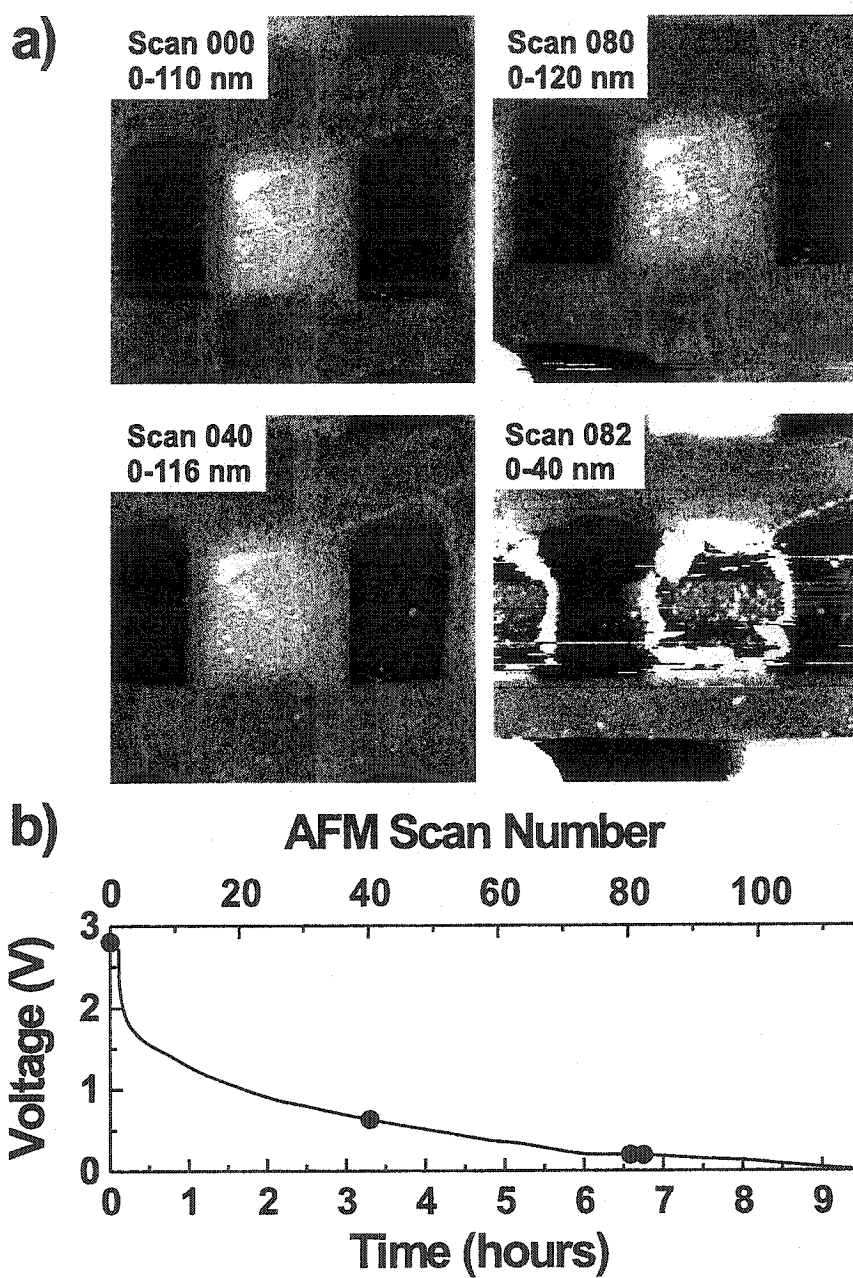 a)
Scan 000
0-110 nm
Scan 080
0-120 nm
Scan 040
0-116 nm
Scan 082
0-40 nm
b)
AFM Scan Number
0 20 40 60 80 100
3
2
1
0
Voltage (V)
0 1 2 3 4 5 6 7 8 9
Time (hours)